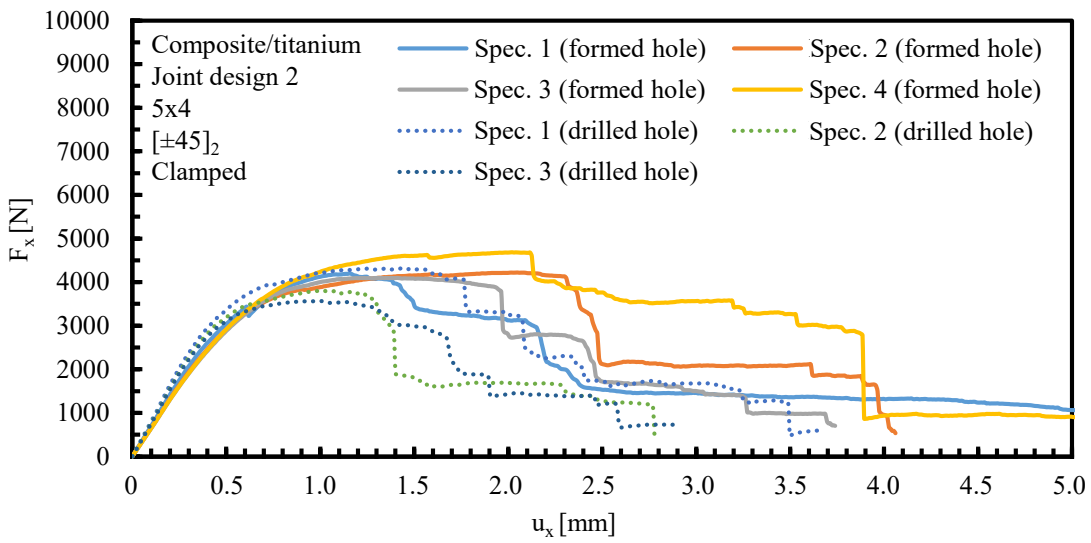 10000
9000
8000
7000
6000
5000
4000
3000
2000
1000
0
F_x [N]
Composite/titanium
Joint design 2
5x4
[±45]₂
Clamped
Spec. 1 (formed hole)
Spec. 2 (formed hole)
Spec. 3 (formed hole)
Spec. 4 (formed hole)
Spec. 1 (drilled hole)
Spec. 2 (drilled hole)
Spec. 3 (drilled hole)
0 0.5 1.0 1.5 2.0 2.5 3.0 3.5 4.0 4.5 5.0
u_x [mm]